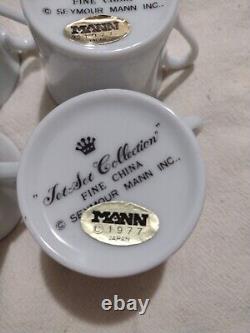 FINE CHINA
© SEYMOUR MANN INC..
MANN
"Jet-Set Collection"
FINE CHINA
© SEYMOUR MANN INC..
MANN
© 1977
JAPAN